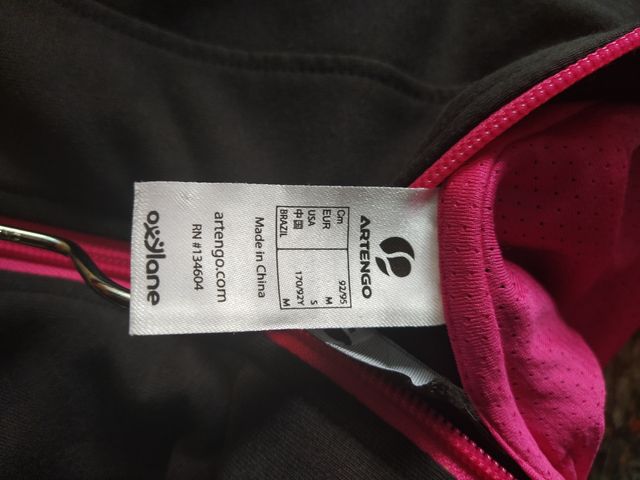 ARTENGO
Cm 92/95
EUR M
USA S
中国 170/92Y
BRAZIL M
Made in China
artengo.com
RN #134604
oxylane